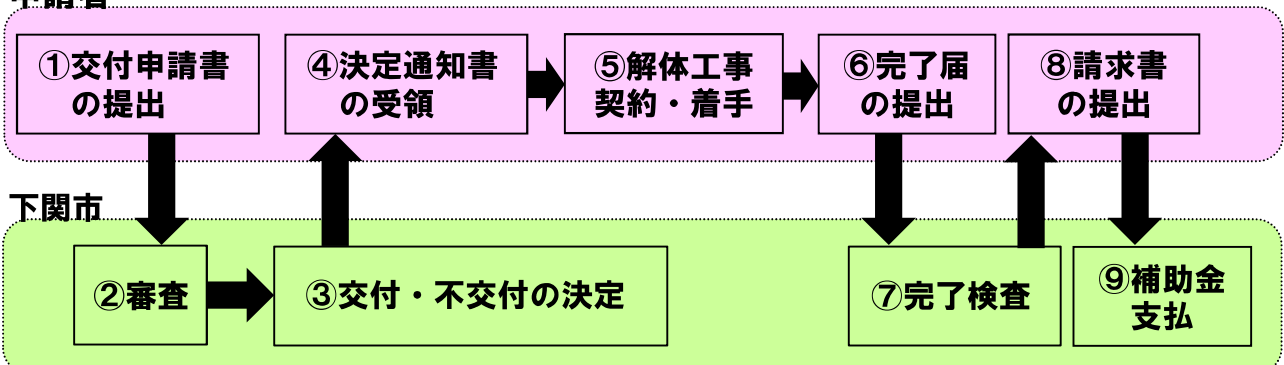 申請者
①交付申請書
の提出
④決定通知書
の受領
⑤解体工事
契約・着手
⑥完了届
の提出
⑧請求書
の提出
下関市
②審査
③交付・不交付の決定
⑦完了検査
⑨補助金
支払